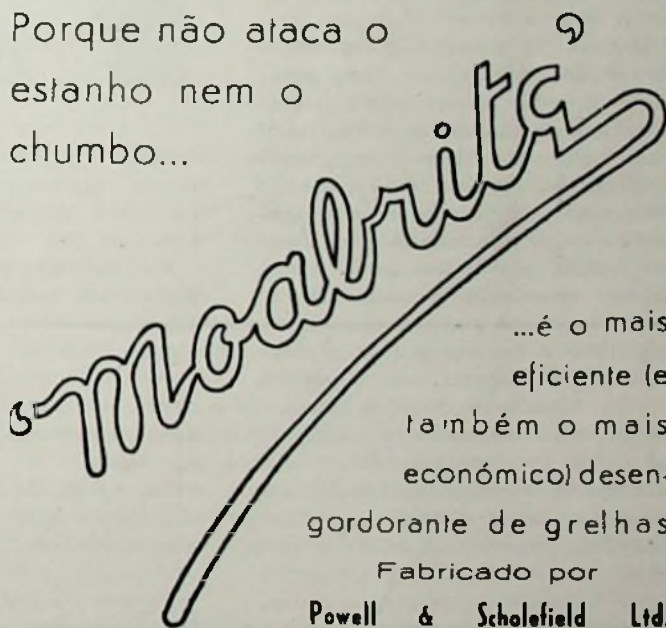 Porque não ataca o
estanho nem o
chumbo...
"moabrite"
...é o mais
eficiente (e
também o mais
económico) desen-
gordorante de grelhas
Fabricado por
Powell & Scholefield Ltd.